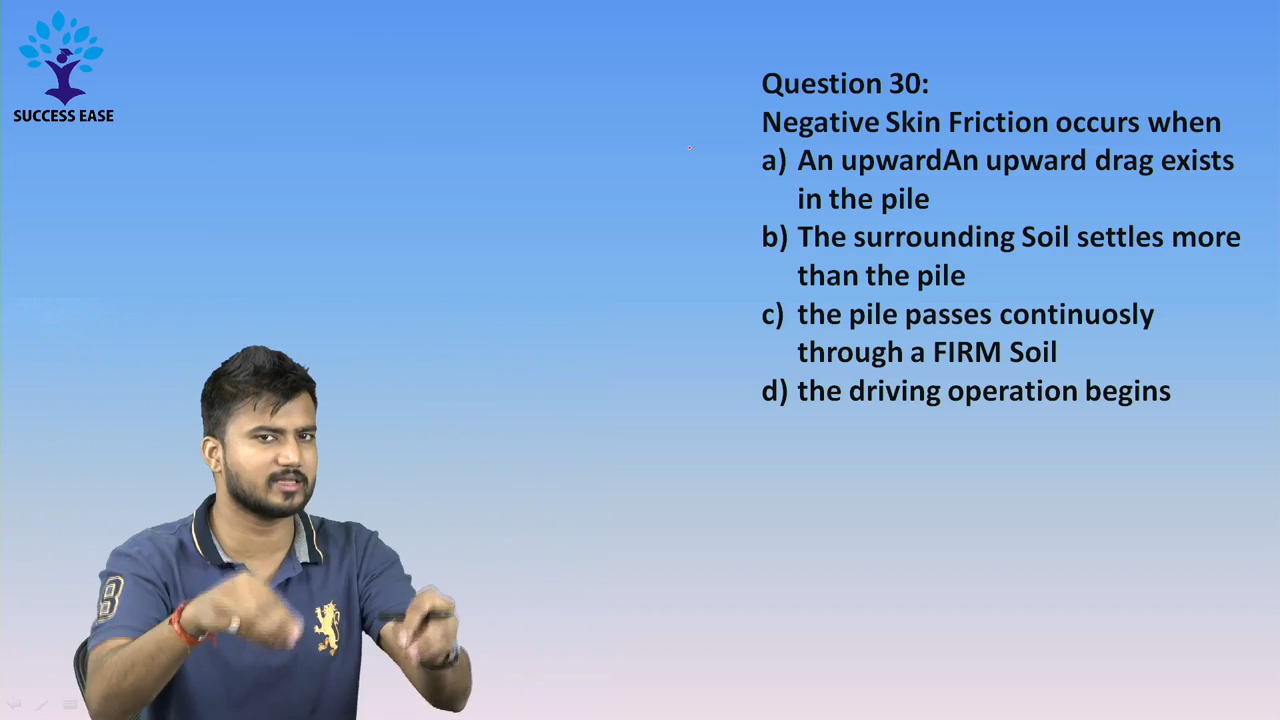 SUCCESS EASE
Question 30:
Negative Skin Friction occurs when
a) An upwardAn upward drag exists
in the pile
b) The surrounding Soil settles more
than the pile
c) the pile passes continuosly
through a FIRM Soil
d) the driving operation begins
B